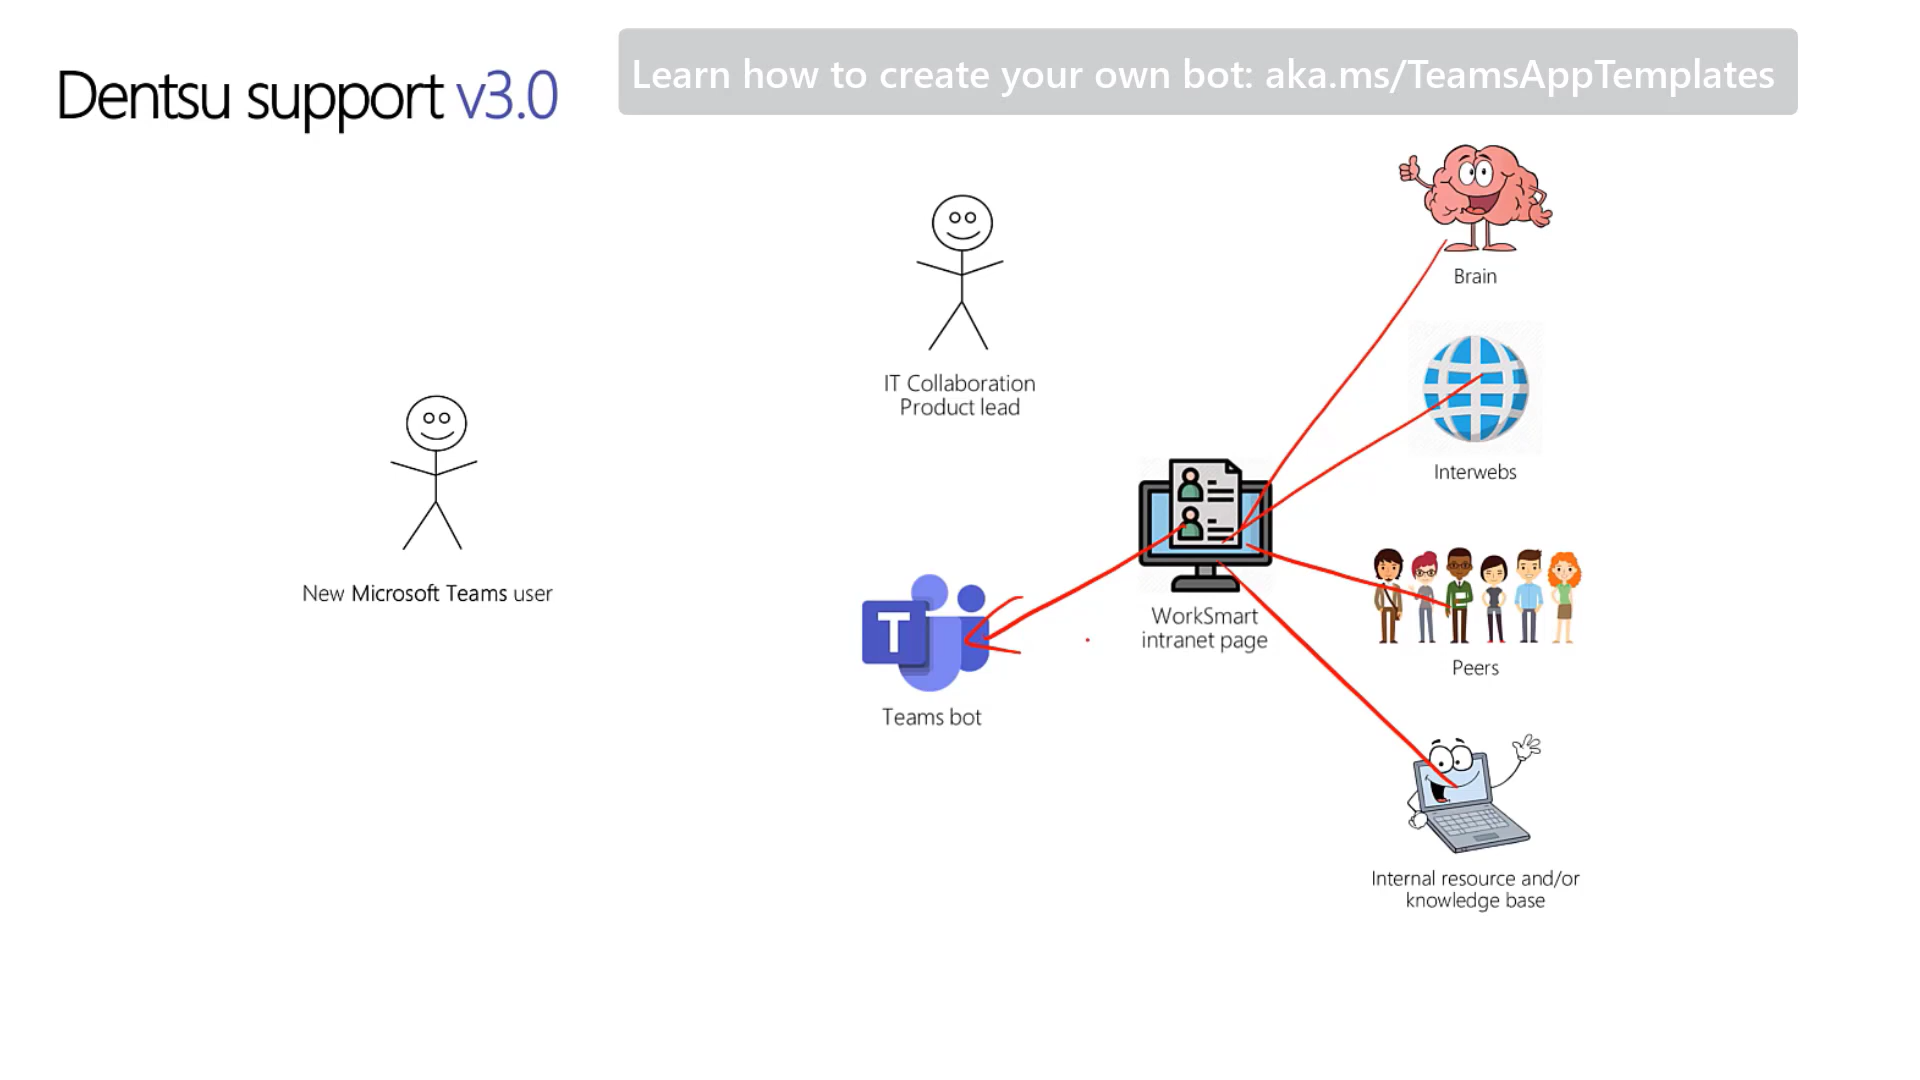 Dentsu support v3.0
Learn how to create your own bot: aka.ms/TeamsAppTemplates
Brain
IT Collaboration
Product lead
Interwebs
New Microsoft Teams user
WorkSmart
intranet page
Peers
T
Teams bot
Internal resource and/or
knowledge base